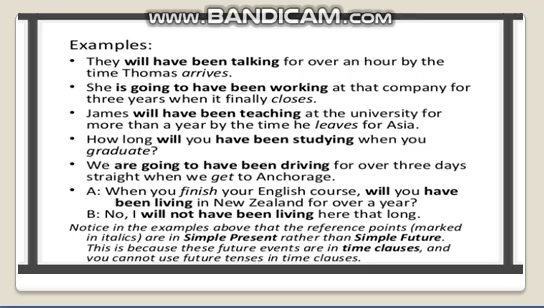 www.BANDICAM.com
Examples:
• They will have been talking for over an hour by the
time Thomas arrives.
• She is going to have been working at that company for
three years when it finally closes.
• James will have been teaching at the university for
more than a year by the time he leaves for Asia.
• How long will you have been studying when you
graduate?
• We are going to have been driving for over three days
straight when we get to Anchorage.
• A: When you finish your English course, will you have
been living in New Zealand for over a year?
B: No, I will not have been living here that long.
Notice in the examples above that the reference points (marked
in italics) are in Simple Present rather than Simple Future.
This is because these future events are in time clauses, and
you cannot use future tenses in time clauses.